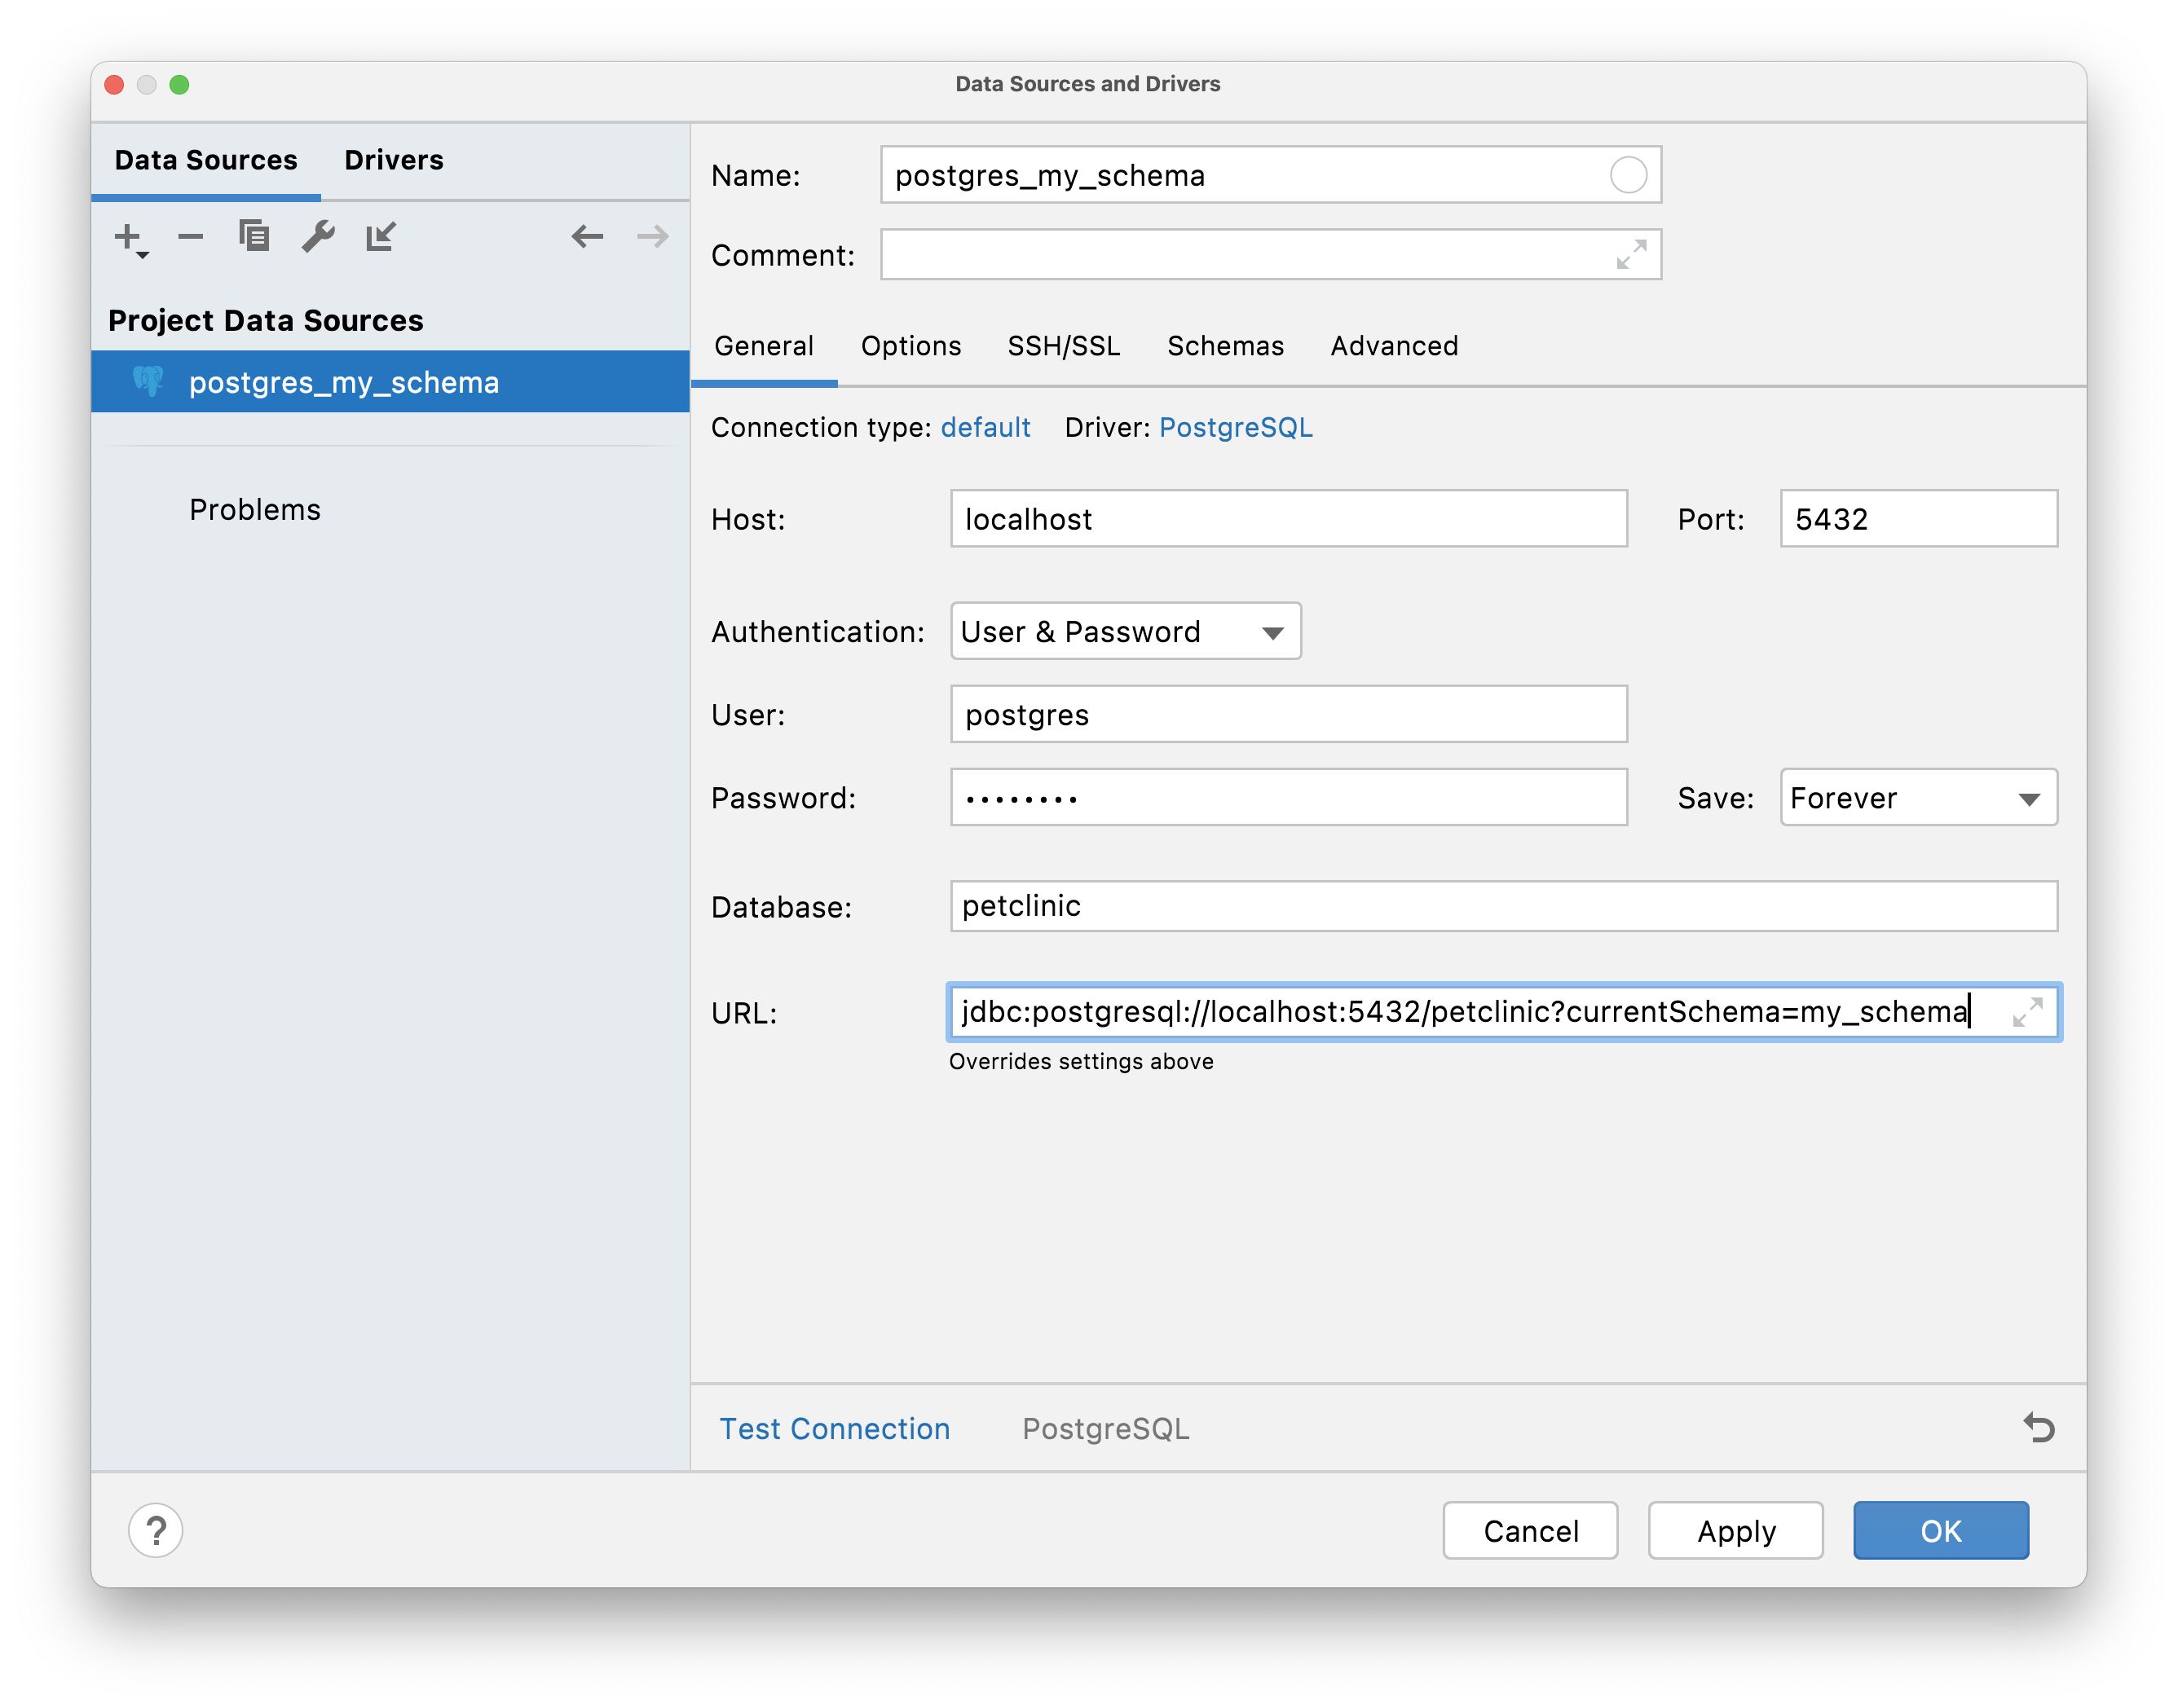 Data Sources and Drivers
Data Sources Drivers
Project Data Sources
postgres_my_schema
Problems
Name: postgres_my_schema
Comment:
General Options SSH/SSL Schemas Advanced
Connection type: default Driver: PostgreSQL
Host: localhost Port: 5432
Authentication: User & Password
User: postgres
Password: •••••••• Save: Forever
Database: petclinic
URL: jdbc:postgresql://localhost:5432/petclinic?currentSchema=my_schema
Overrides settings above
Test Connection PostgreSQL
? Cancel Apply OK